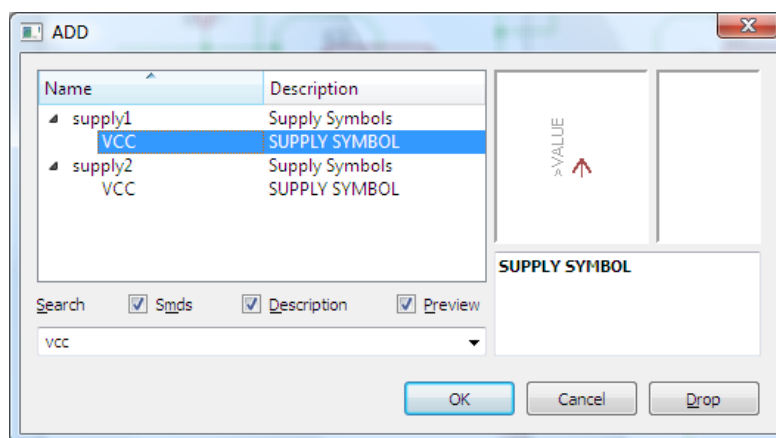 ADD
Name Description
supply1 Supply Symbols
VCC SUPPLY SYMBOL
supply2 Supply Symbols
VCC SUPPLY SYMBOL
>VALUE
SUPPLY SYMBOL
Search Smds Description Preview
vcc
OK Cancel Drop